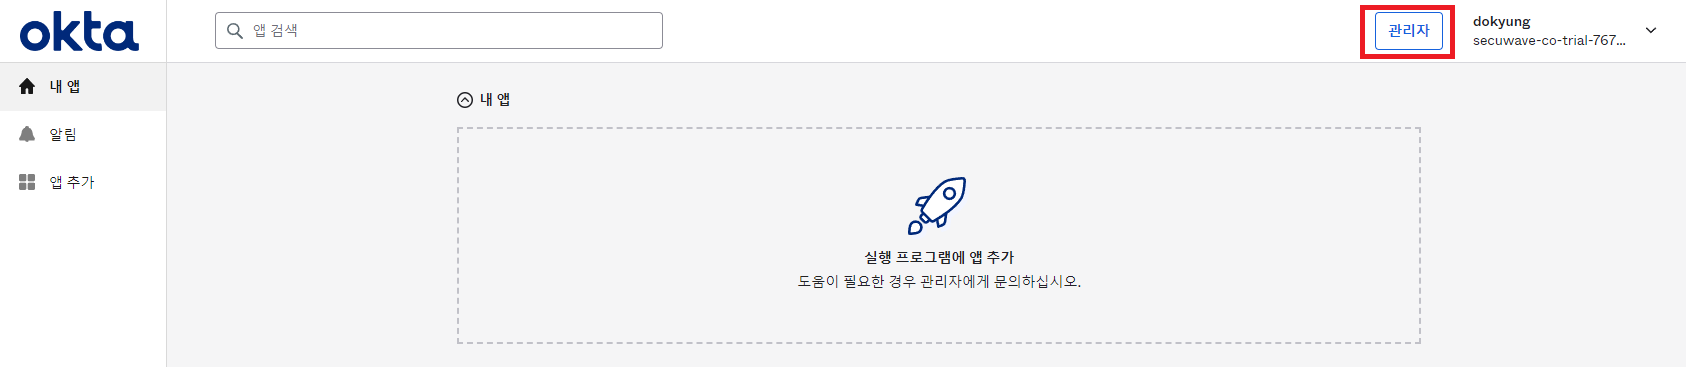 okta
앱 검색
관리자
dokyung
secuwave-co-trial-767...
내 앱
알림
앱 추가
내 앱
실행 프로그램에 앱 추가
도움이 필요한 경우 관리자에게 문의하십시오.